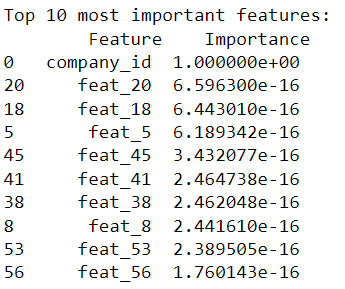 Top 10 most important features:
Feature Importance
0 company_id 1.000000e+00
20 feat_20 6.596300e-16
18 feat_18 6.443010e-16
5 feat_5 6.189342e-16
45 feat_45 3.432077e-16
41 feat_41 2.464738e-16
38 feat_38 2.462048e-16
8 feat_8 2.441610e-16
53 feat_53 2.389505e-16
56 feat_56 1.760143e-16